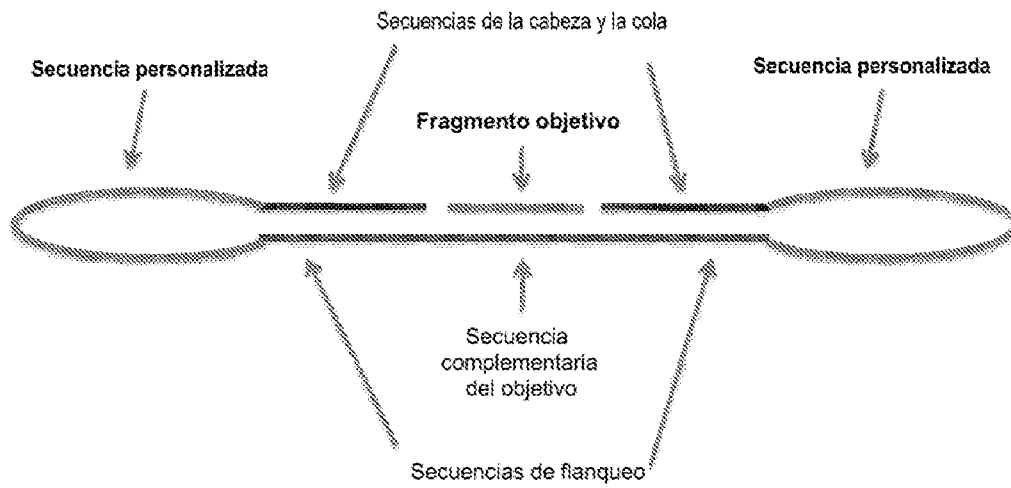 Secuencias de la cabeza y la cola
Secuencia personalizada
Secuencia personalizada
Fragmento objetivo
Secuencia
complementaria
del objetivo
Secuencias de flanqueo